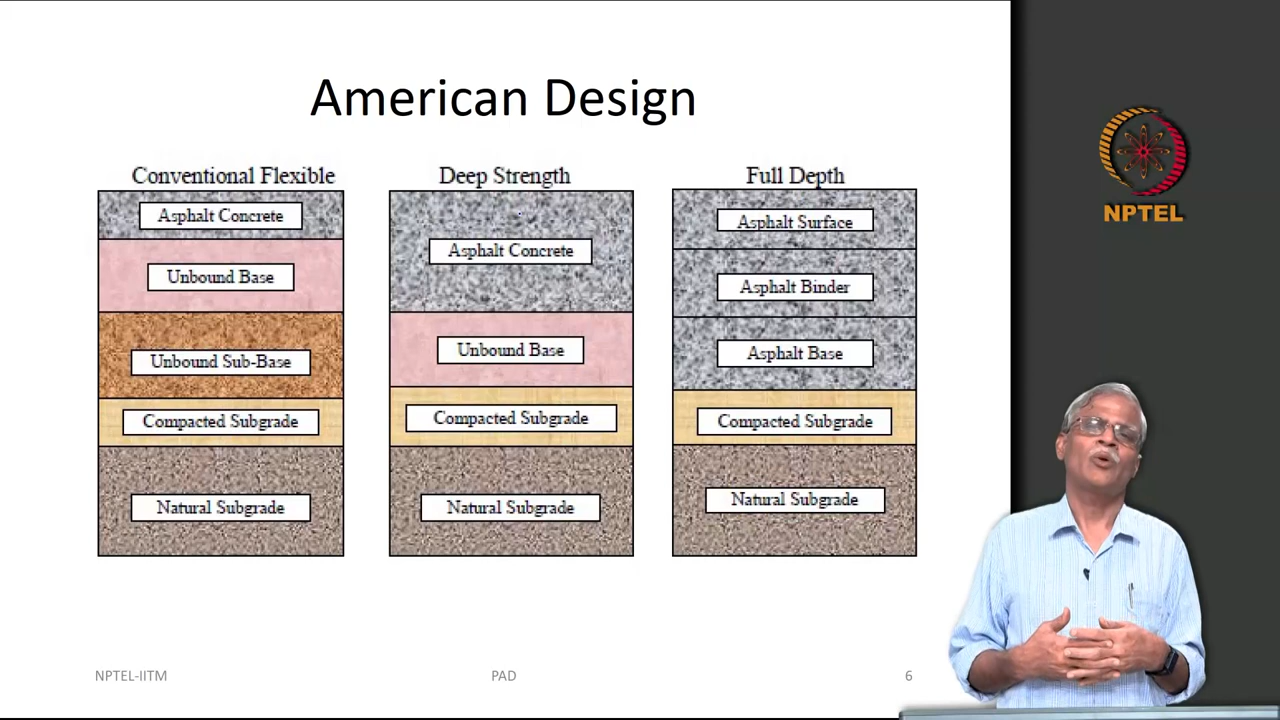 American Design
Conventional Flexible
Asphalt Concrete
Unbound Base
Unbound Sub-Base
Compacted Subgrade
Natural Subgrade
Deep Strength
Asphalt Concrete
Unbound Base
Compacted Subgrade
Natural Subgrade
Full Depth
Asphalt Surface
Asphalt Binder
Asphalt Base
Compacted Subgrade
Natural Subgrade
NPTEL
NPTEL-IITM
PAD
6